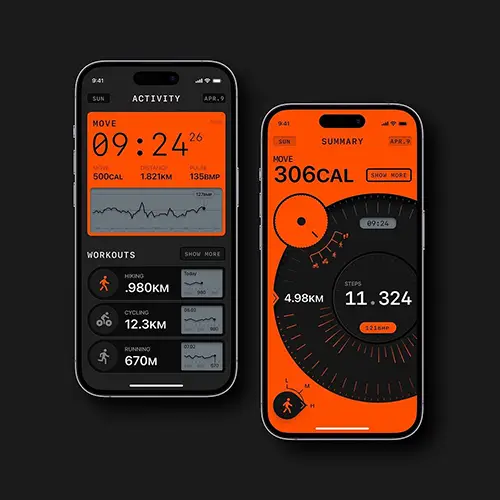 9:41
SUN
ACTIVITY
APR.9
MOVE
09:24 26
MOVE
DISTANCE
PULSE
500CAL
1.821KM
135BMP
127BMP
WORKOUTS
SHOW MORE
HIKING
.980KM
Today
CYCLING
12.3KM
RUNNING
670M
9:41
SUN
SUMMARY
APR.9
MOVE
306CAL
SHOW MORE
09:24
4.98KM
STEPS
11.324
L
M
H